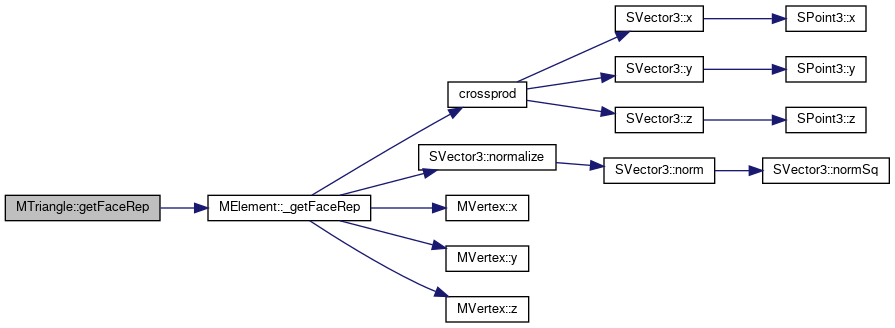 SVector3::x
SPoint3::x
SVector3::y
SPoint3::y
crossprod
SVector3::z
SPoint3::z
SVector3::normalize
SVector3::norm
SVector3::normSq
MTriangle::getFaceRep
MElement::_getFaceRep
MVertex::x
MVertex::y
MVertex::z